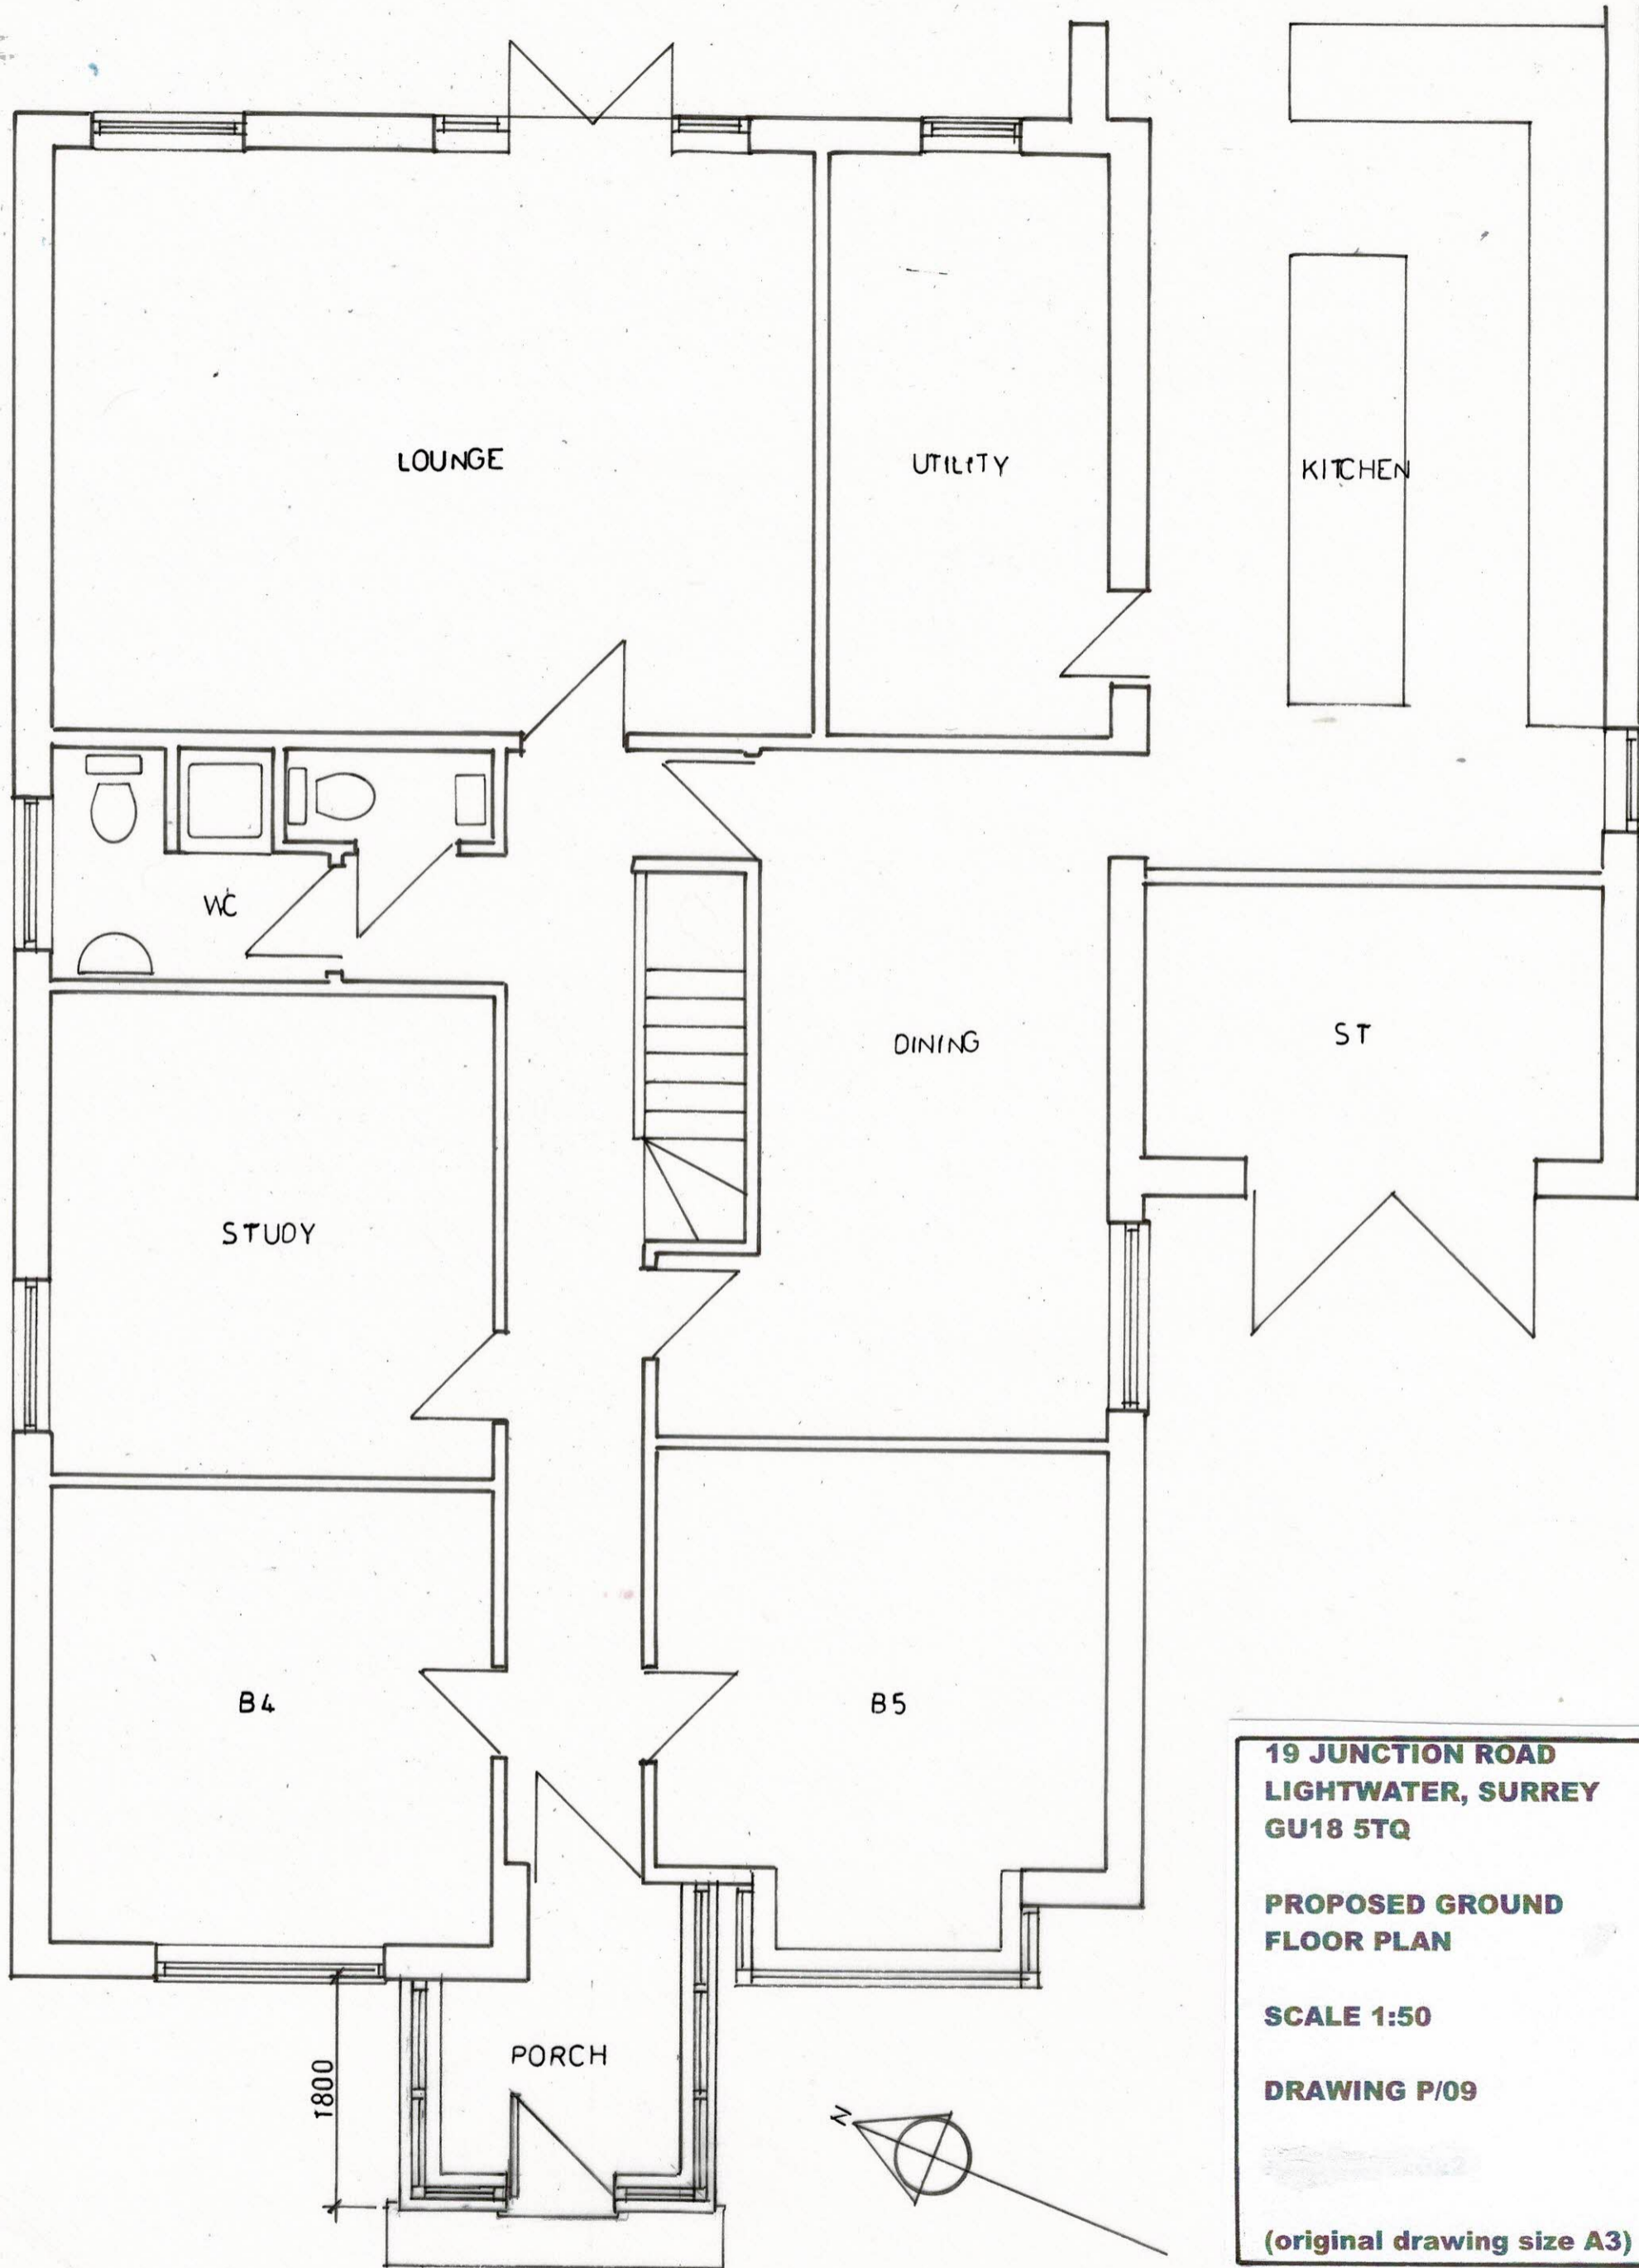 LOUNGE
UTILITY
KITCHEN
WC
DINING
ST
STUDY
B4
B5
PORCH
1800
N
19 JUNCTION ROAD
LIGHTWATER, SURREY
GU18 5TQ
PROPOSED GROUND
FLOOR PLAN
SCALE 1:50
DRAWING P/09
(original drawing size A3)